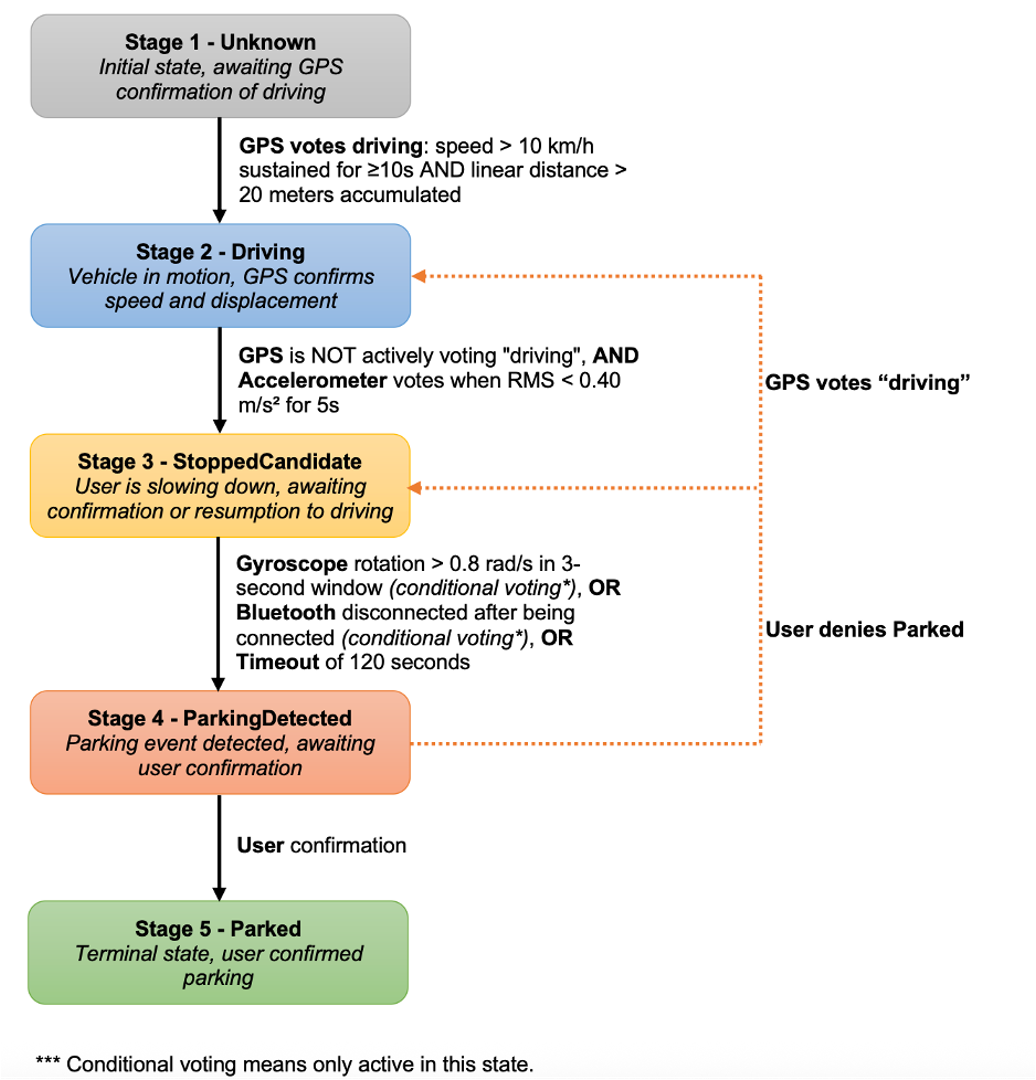 Stage 1 - Unknown
Initial state, awaiting GPS
confirmation of driving
GPS votes driving: speed > 10 km/h
sustained for ≥10s AND linear distance >
20 meters accumulated
Stage 2 - Driving
Vehicle in motion, GPS confirms
speed and displacement
GPS is NOT actively voting "driving", AND
Accelerometer votes when RMS < 0.40
m/s² for 5s
GPS votes “driving”
Stage 3 - StoppedCandidate
User is slowing down, awaiting
confirmation or resumption to driving
Gyroscope rotation > 0.8 rad/s in 3-
second window (conditional voting*), OR
Bluetooth disconnected after being
connected (conditional voting*), OR
Timeout of 120 seconds
User denies Parked
Stage 4 - ParkingDetected
Parking event detected, awaiting
user confirmation
User confirmation
Stage 5 - Parked
Terminal state, user confirmed
parking
*** Conditional voting means only active in this state.